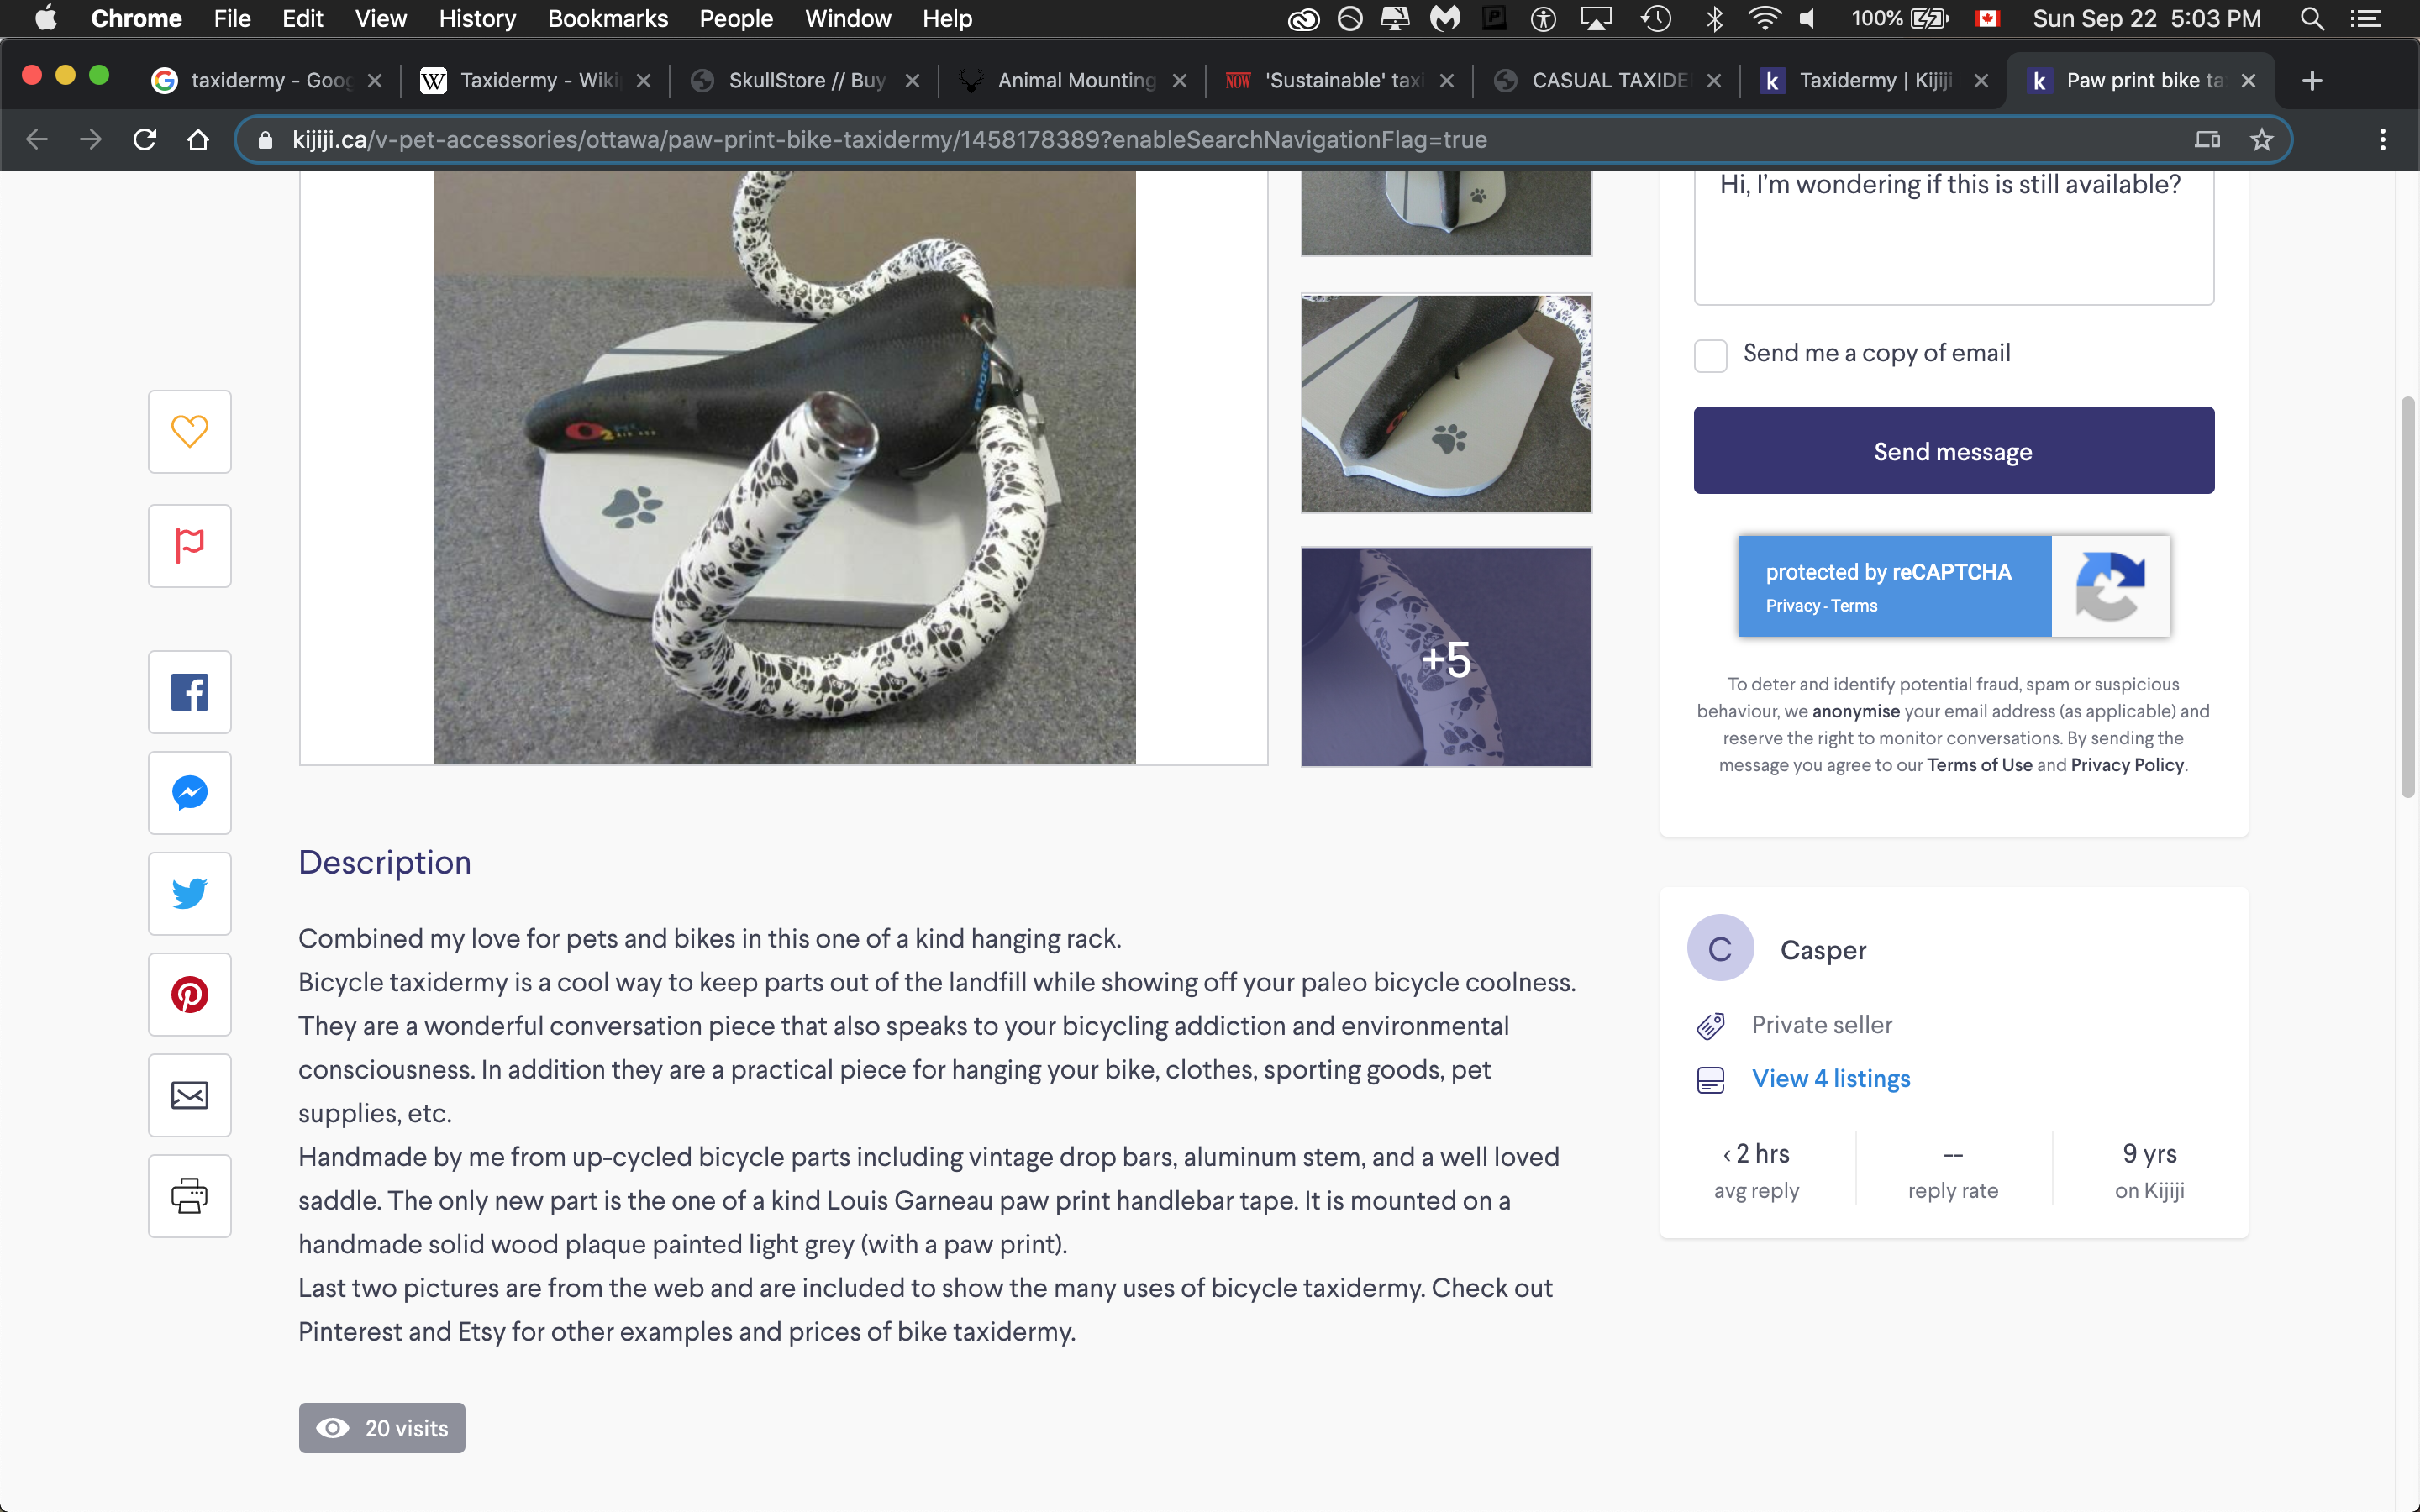 Chrome File Edit View History Bookmarks People Window Help 100% Sun Sep 22 5:03 PM
taxidermy - Goog Taxidermy - Wiki SkullStore // Buy Animal Mounting NOW 'Sustainable' taxi CASUAL TAXIDE Taxidermy | Kijiji Paw print bike ta
kijiji.ca/v-pet-accessories/ottawa/paw-print-bike-taxidermy/1458178389?enableSearchNavigationFlag=true
Hi, I'm wondering if this is still available?
Send me a copy of email
Send message
protected by reCAPTCHA
Privacy - Terms
To deter and identify potential fraud, spam or suspicious
behaviour, we anonymise your email address (as applicable) and
reserve the right to monitor conversations. By sending the
message you agree to our Terms of Use and Privacy Policy.
+5
Description
Combined my love for pets and bikes in this one of a kind hanging rack.
Bicycle taxidermy is a cool way to keep parts out of the landfill while showing off your paleo bicycle coolness.
They are a wonderful conversation piece that also speaks to your bicycling addiction and environmental
consciousness. In addition they are a practical piece for hanging your bike, clothes, sporting goods, pet
supplies, etc.
Handmade by me from up-cycled bicycle parts including vintage drop bars, aluminum stem, and a well loved
saddle. The only new part is the one of a kind Louis Garneau paw print handlebar tape. It is mounted on a
handmade solid wood plaque painted light grey (with a paw print).
Last two pictures are from the web and are included to show the many uses of bicycle taxidermy. Check out
Pinterest and Etsy for other examples and prices of bike taxidermy.
20 visits
C Casper
Private seller
View 4 listings
‹ 2 hrs -- 9 yrs
avg reply reply rate on Kijiji